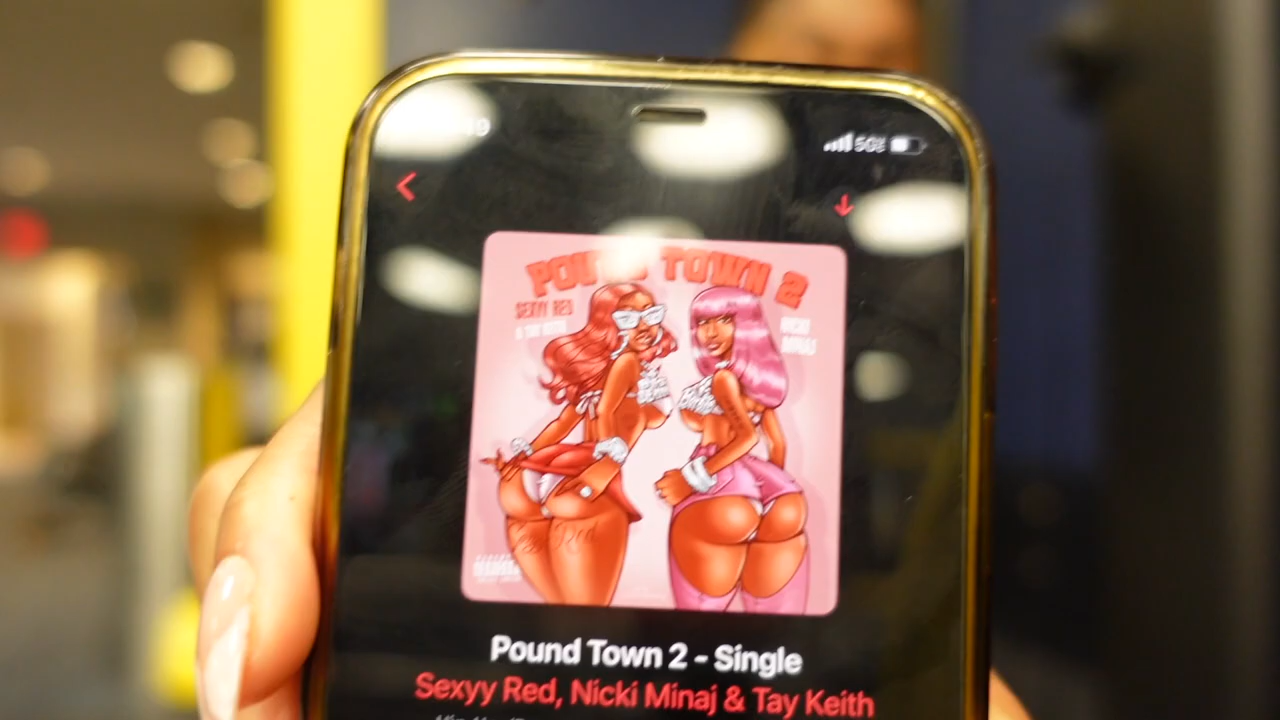 5G
POUND TOWN 2
SEXYY RED
& TAY KEITH
NICKI
MINAJ
Pound Town 2 - Single
Sexyy Red, Nicki Minaj & Tay Keith